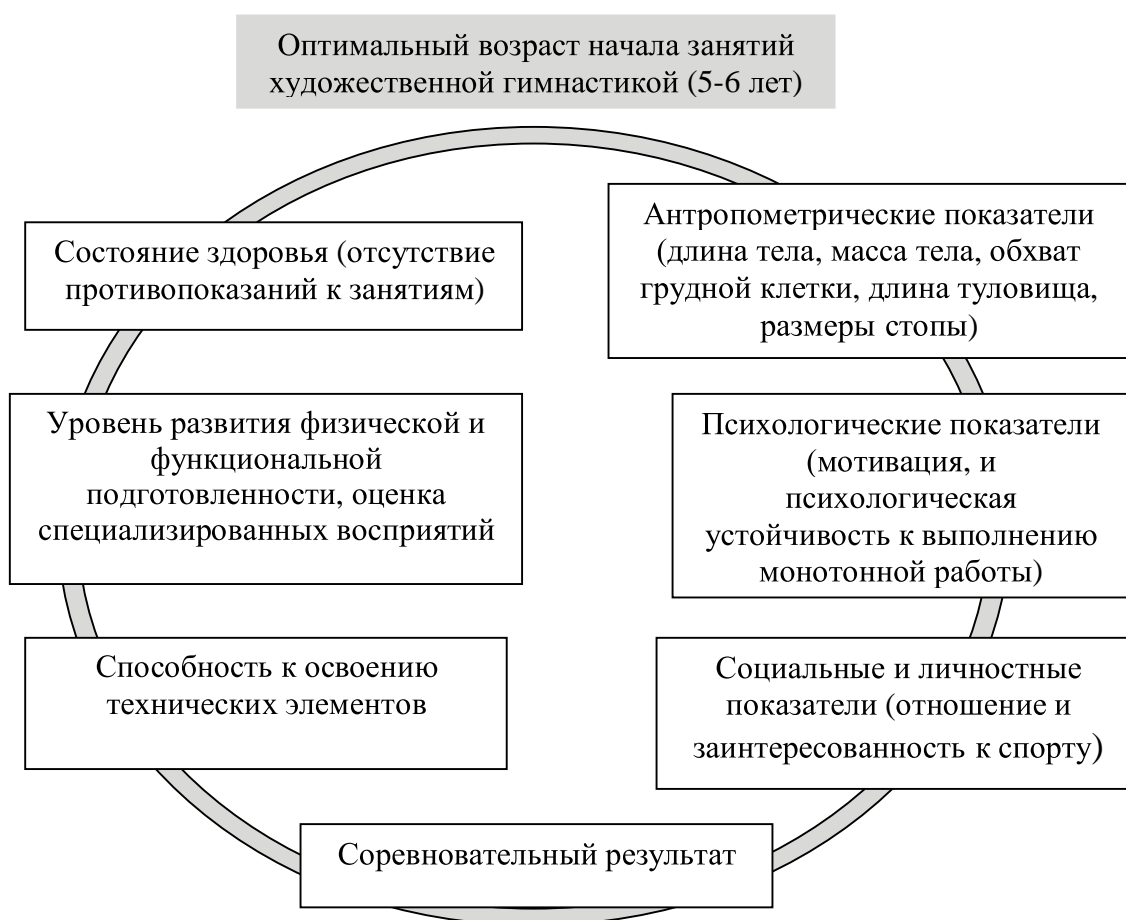 Оптимальный возраст начала занятий
художественной гимнастикой (5-6 лет)
Состояние здоровья (отсутствие
противопоказаний к занятиям)
Антропометрические показатели
(длина тела, масса тела, обхват
грудной клетки, длина туловища,
размеры стопы)
Уровень развития физической и
функциональной
подготовленности, оценка
специализированных восприятий
Психологические показатели
(мотивация, и
психологическая
устойчивость к выполнению
монотонной работы)
Способность к освоению
технических элементов
Социальные и личностные
показатели (отношение и
заинтересованность к спорту)
Соревновательный результат